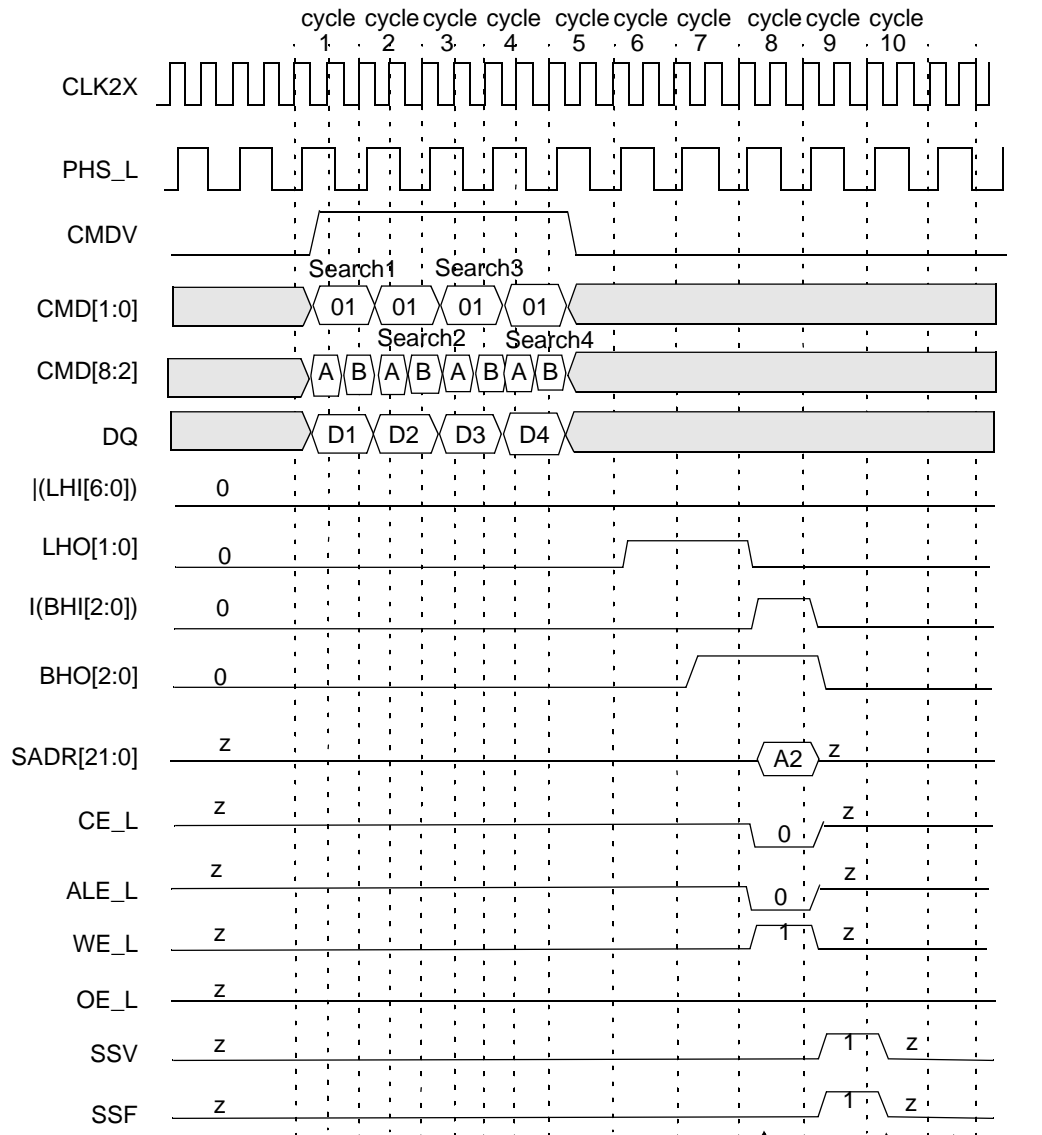 cycle cycle cycle cycle cycle cycle cycle cycle cycle cycle
1 2 3 4 5 6 7 8 9 10
CLK2X
PHS_L
CMDV
Search1 Search3
CMD[1:0] 01 01 01 01
Search2 Search4
CMD[8:2] A B A B A B A B
DQ D1 D2 D3 D4
|(LHI[6:0]) 0
LHO[1:0] 0
I(BHI[2:0]) 0
BHO[2:0] 0
SADR[21:0] z A2 z
CE_L z 0 z
ALE_L z 0 z
WE_L z 1 z
OE_L z
SSV z 1 z
SSF z 1 z